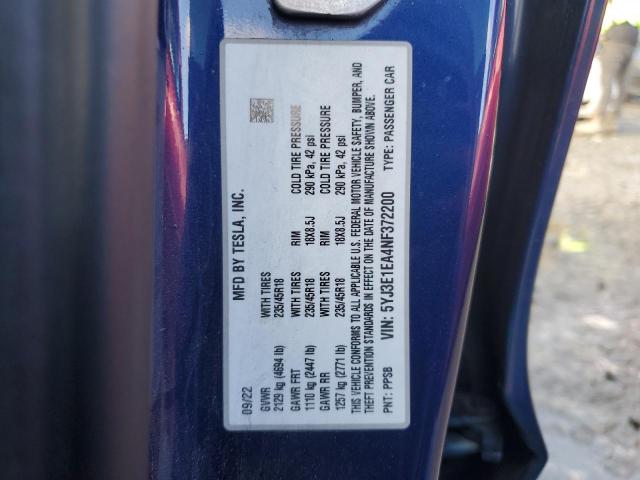 MFD BY TESLA, INC.
09/22
GVWR WITH TIRES RIM COLD TIRE PRESSURE
2129 kg (4694 lb) 235/45R18 18X8.5J 290 kPa, 42 psi
GAWR FRT WITH TIRES RIM COLD TIRE PRESSURE
1110 kg (2447 lb) 235/45R18 18X8.5J 290 kPa, 42 psi
GAWR RR
1257 kg (2771 lb) 235/45R18
THIS VEHICLE CONFORMS TO ALL APPLICABLE U.S. FEDERAL MOTOR VEHICLE SAFETY, BUMPER, AND
THEFT PREVENTION STANDARDS IN EFFECT ON THE DATE OF MANUFACTURE SHOWN ABOVE.
VIN: 5YJ3E1EA4NF372200
PNT: PPSB TYPE: PASSENGER CAR